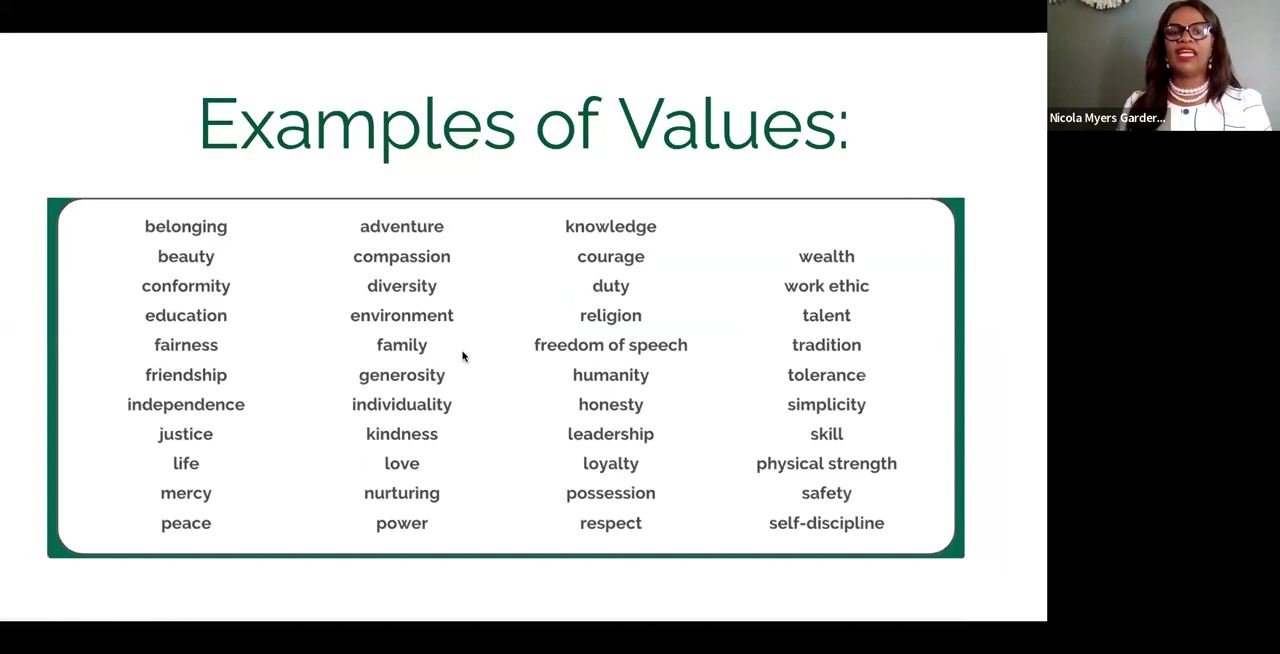 Examples of Values:
belonging adventure knowledge
beauty compassion courage wealth
conformity diversity duty work ethic
education environment religion talent
fairness family freedom of speech tradition
friendship generosity humanity tolerance
independence individuality honesty simplicity
justice kindness leadership skill
life love loyalty physical strength
mercy nurturing possession safety
peace power respect self-discipline
Nicola Myers Garder...